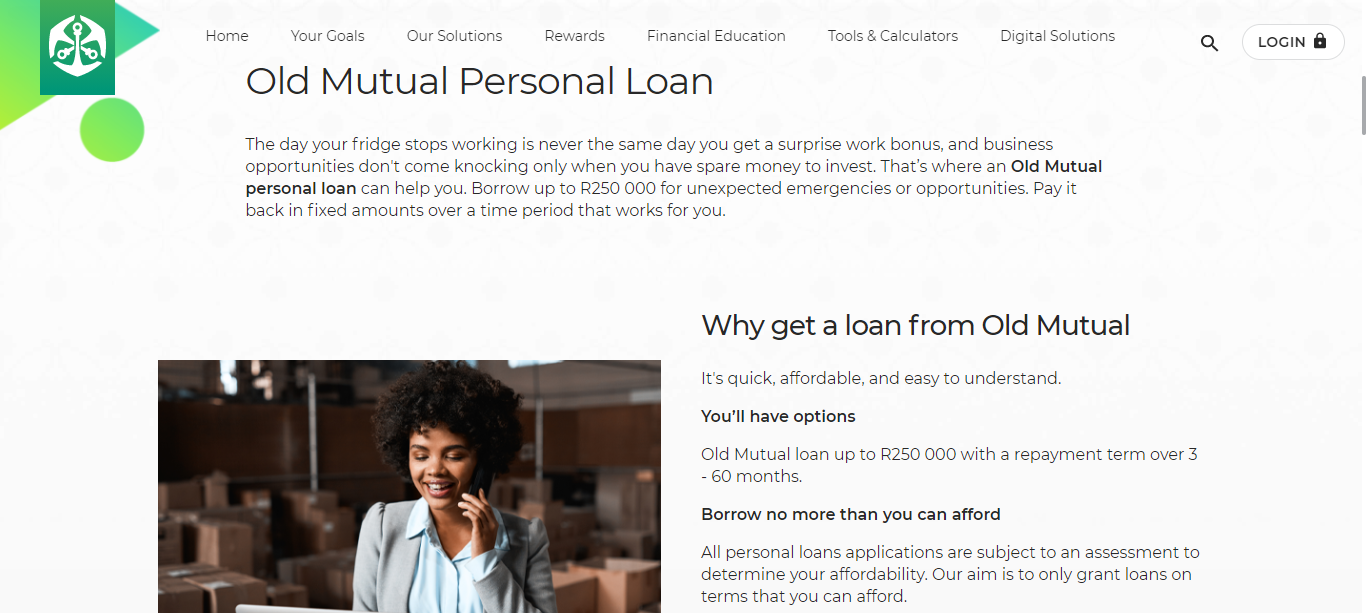 Home Your Goals Our Solutions Rewards Financial Education Tools & Calculators Digital Solutions LOGIN
Old Mutual Personal Loan
The day your fridge stops working is never the same day you get a surprise work bonus, and business
opportunities don't come knocking only when you have spare money to invest. That’s where an Old Mutual
personal loan can help you. Borrow up to R250 000 for unexpected emergencies or opportunities. Pay it
back in fixed amounts over a time period that works for you.
Why get a loan from Old Mutual
It's quick, affordable, and easy to understand.
You’ll have options
Old Mutual loan up to R250 000 with a repayment term over 3
- 60 months.
Borrow no more than you can afford
All personal loans applications are subject to an assessment to
determine your affordability. Our aim is to only grant loans on
terms that you can afford.